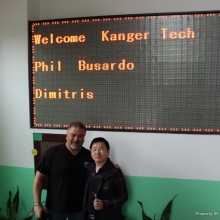 Welcome Kanger Tech
Phil Busardo
Dimitris